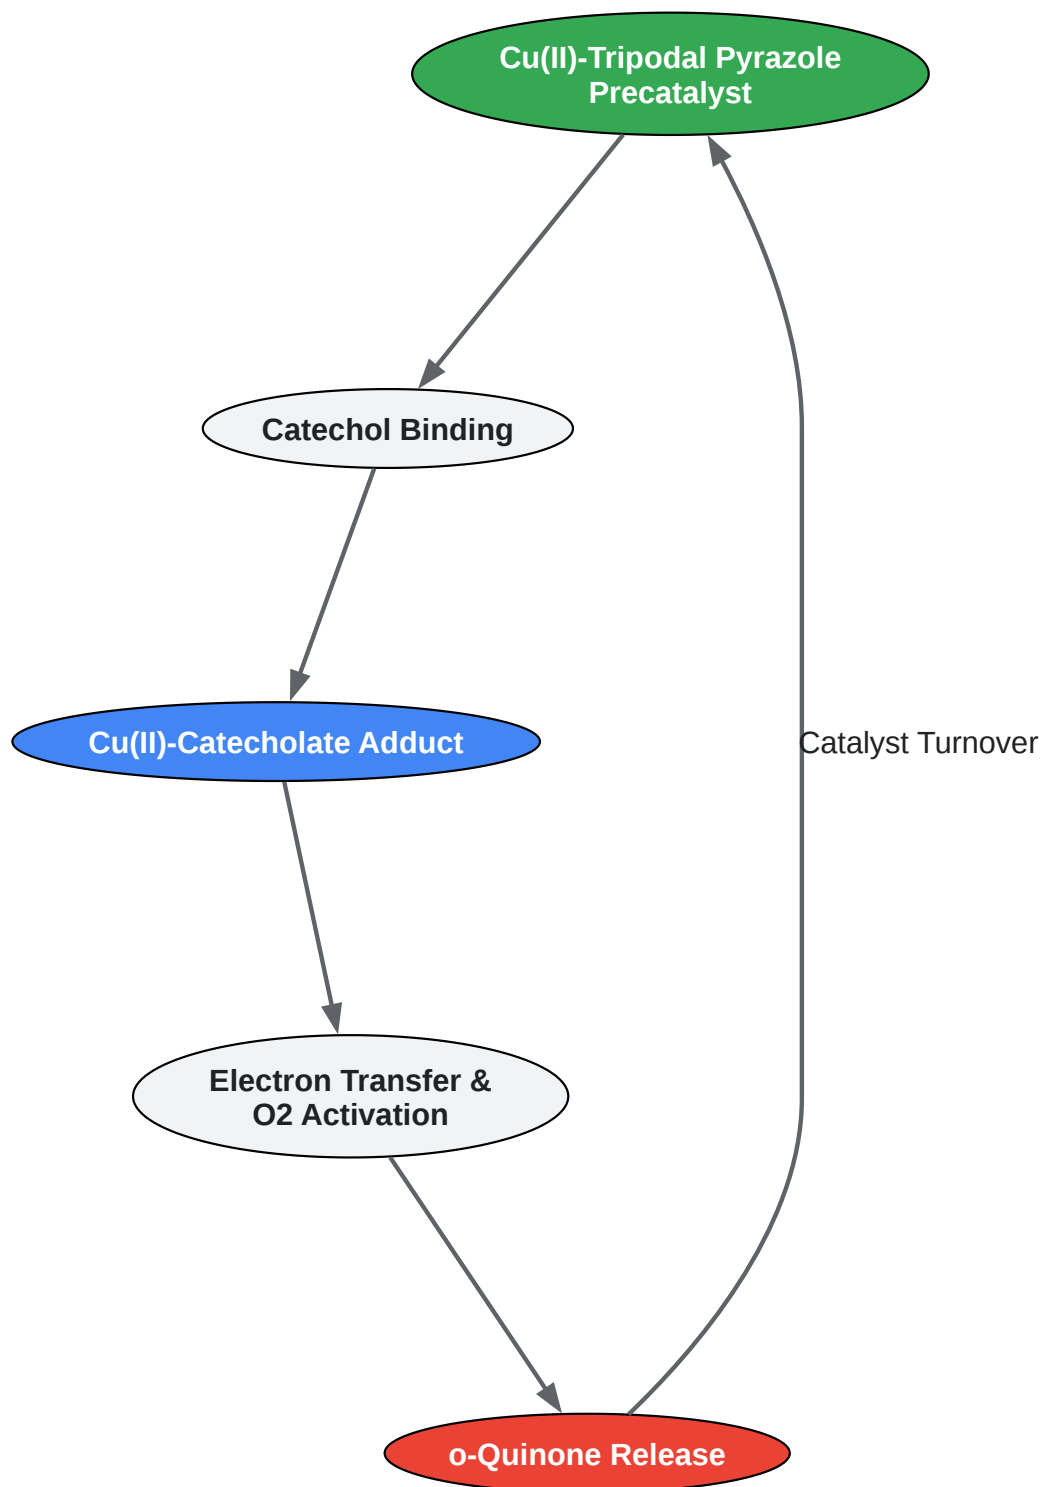 Cu(II)-Tripodal Pyrazole
Precatalyst
Catechol Binding
Cu(II)-Catecholate Adduct
Catalyst Turnover
Electron Transfer &
O2 Activation
o-Quinone Release